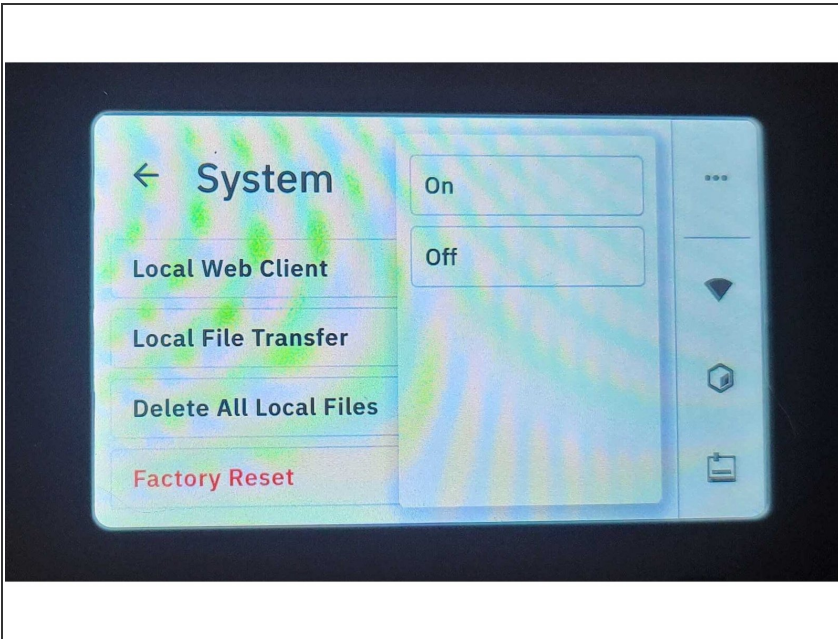 System
Local Web Client
Local File Transfer
Delete All Local Files
Factory Reset
On
Off